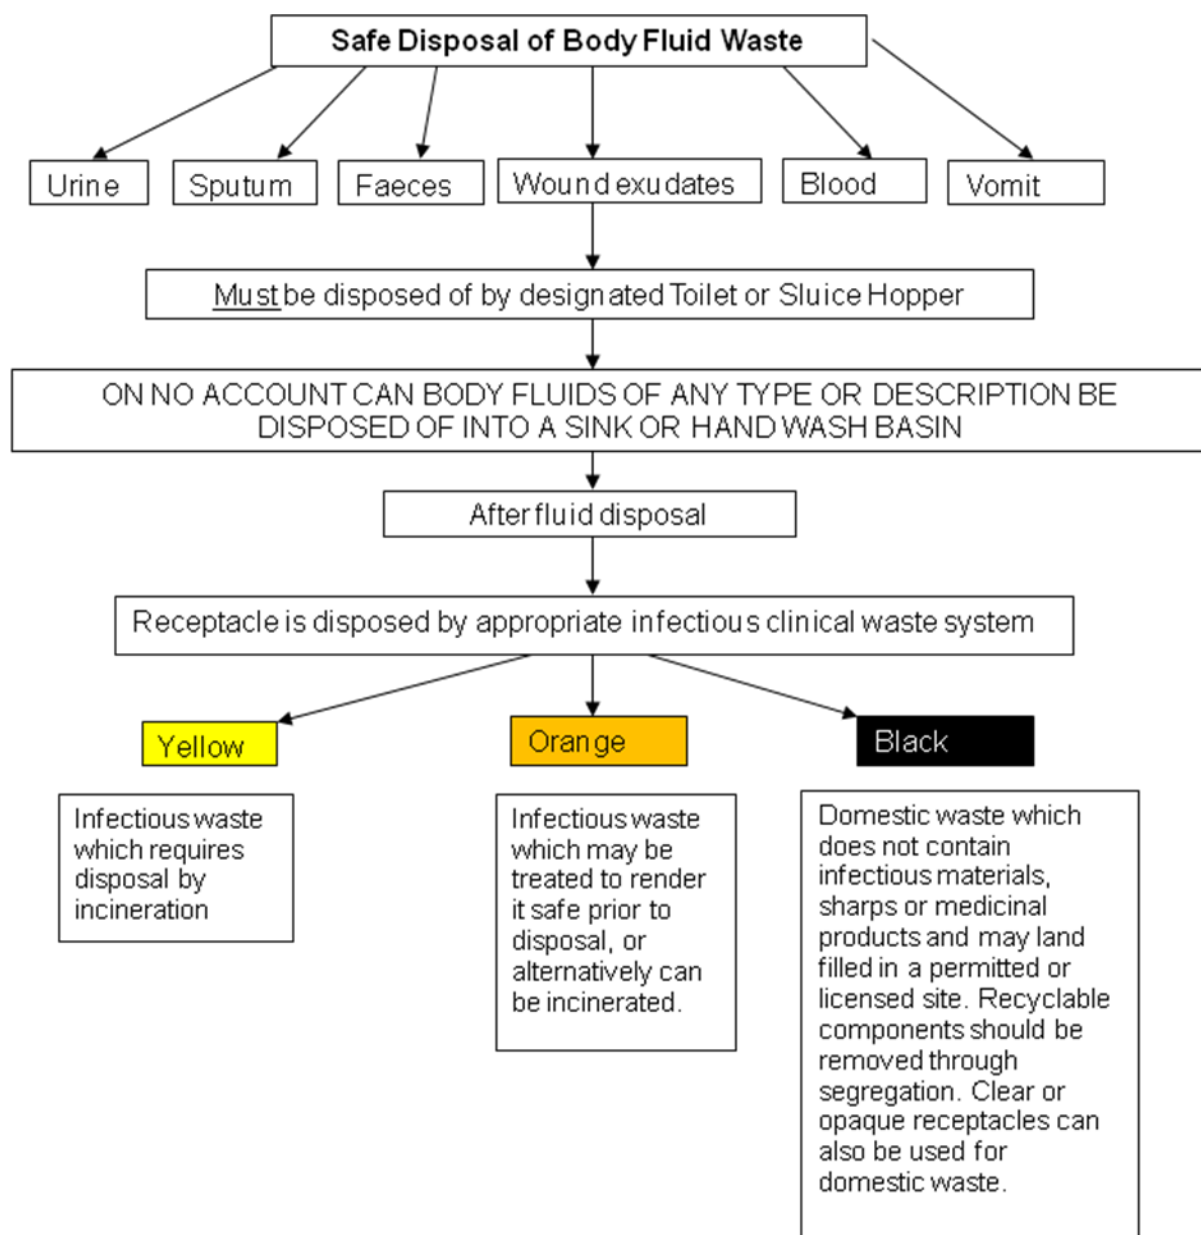 Safe Disposal of Body Fluid Waste
Urine
Sputum
Faeces
Wound exudates
Blood
Vomit
Must be disposed of by designated Toilet or Sluice Hopper
ON NO ACCOUNT CAN BODY FLUIDS OF ANY TYPE OR DESCRIPTION BE
DISPOSED OF INTO A SINK OR HAND WASH BASIN
After fluid disposal
Receptacle is disposed by appropriate infectious clinical waste system
Yellow
Infectious waste
which requires
disposal by
incineration
Orange
Infectious waste
which may be
treated to render
it safe prior to
disposal, or
alternatively can
be incinerated.
Black
Domestic waste which
does not contain
infectious materials,
sharps or medicinal
products and may land
filled in a permitted or
licensed site. Recyclable
components should be
removed through
segregation. Clear or
opaque receptacles can
also be used for
domestic waste.